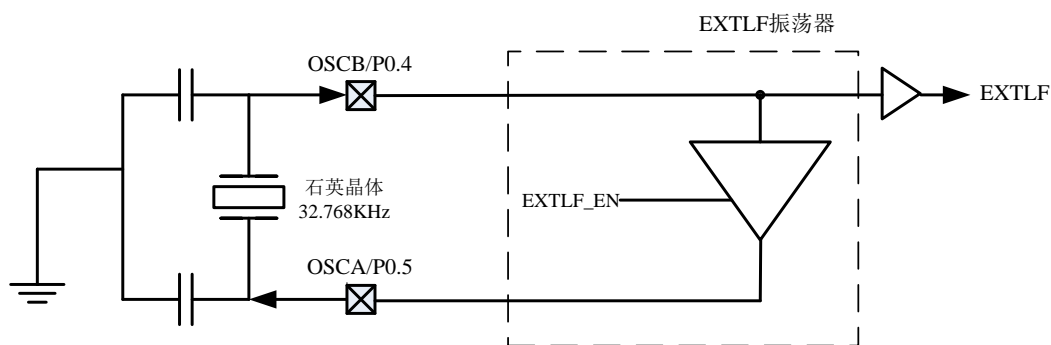 EXTLF振荡器
OSCB/P0.4
EXTLF
石英晶体
32.768KHz
EXTLF_EN
OSCA/P0.5